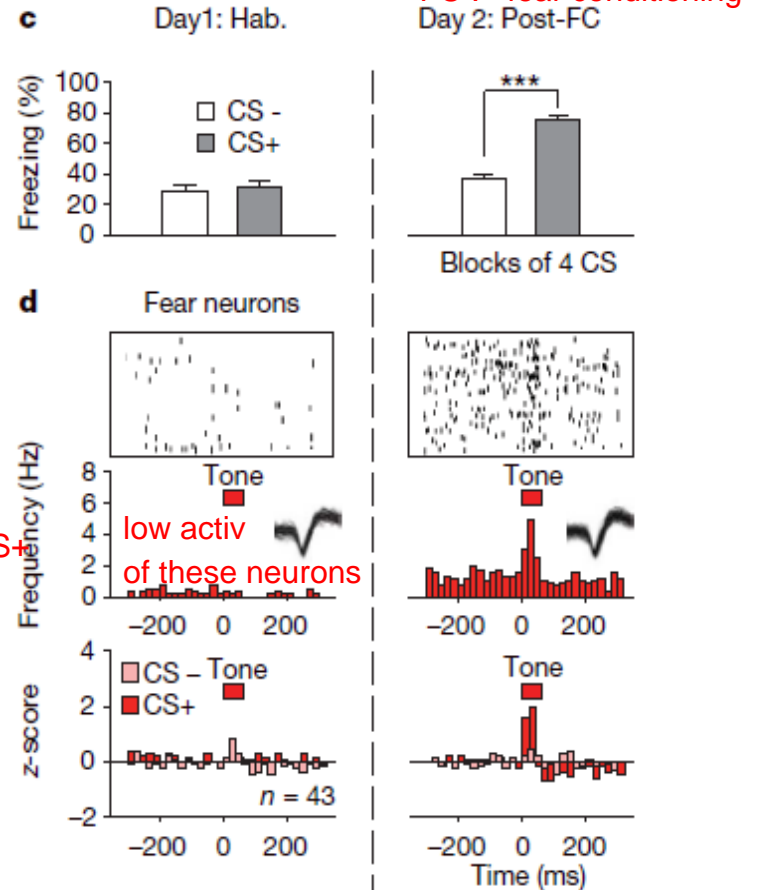 c Day1: Hab. Day 2: Post-FC
Freezing (%)
100
80
60
40
20
0
CS -
CS+
***
Blocks of 4 CS
d Fear neurons
Frequency (Hz)
8
6
4
2
0
Tone
low activ
of these neurons
Tone
S+
–200 0 200
–200 0 200
z-score
4
2
0
–2
CS – Tone
CS+
n = 43
Tone
–200 0 200
–200 0 200
Time (ms)